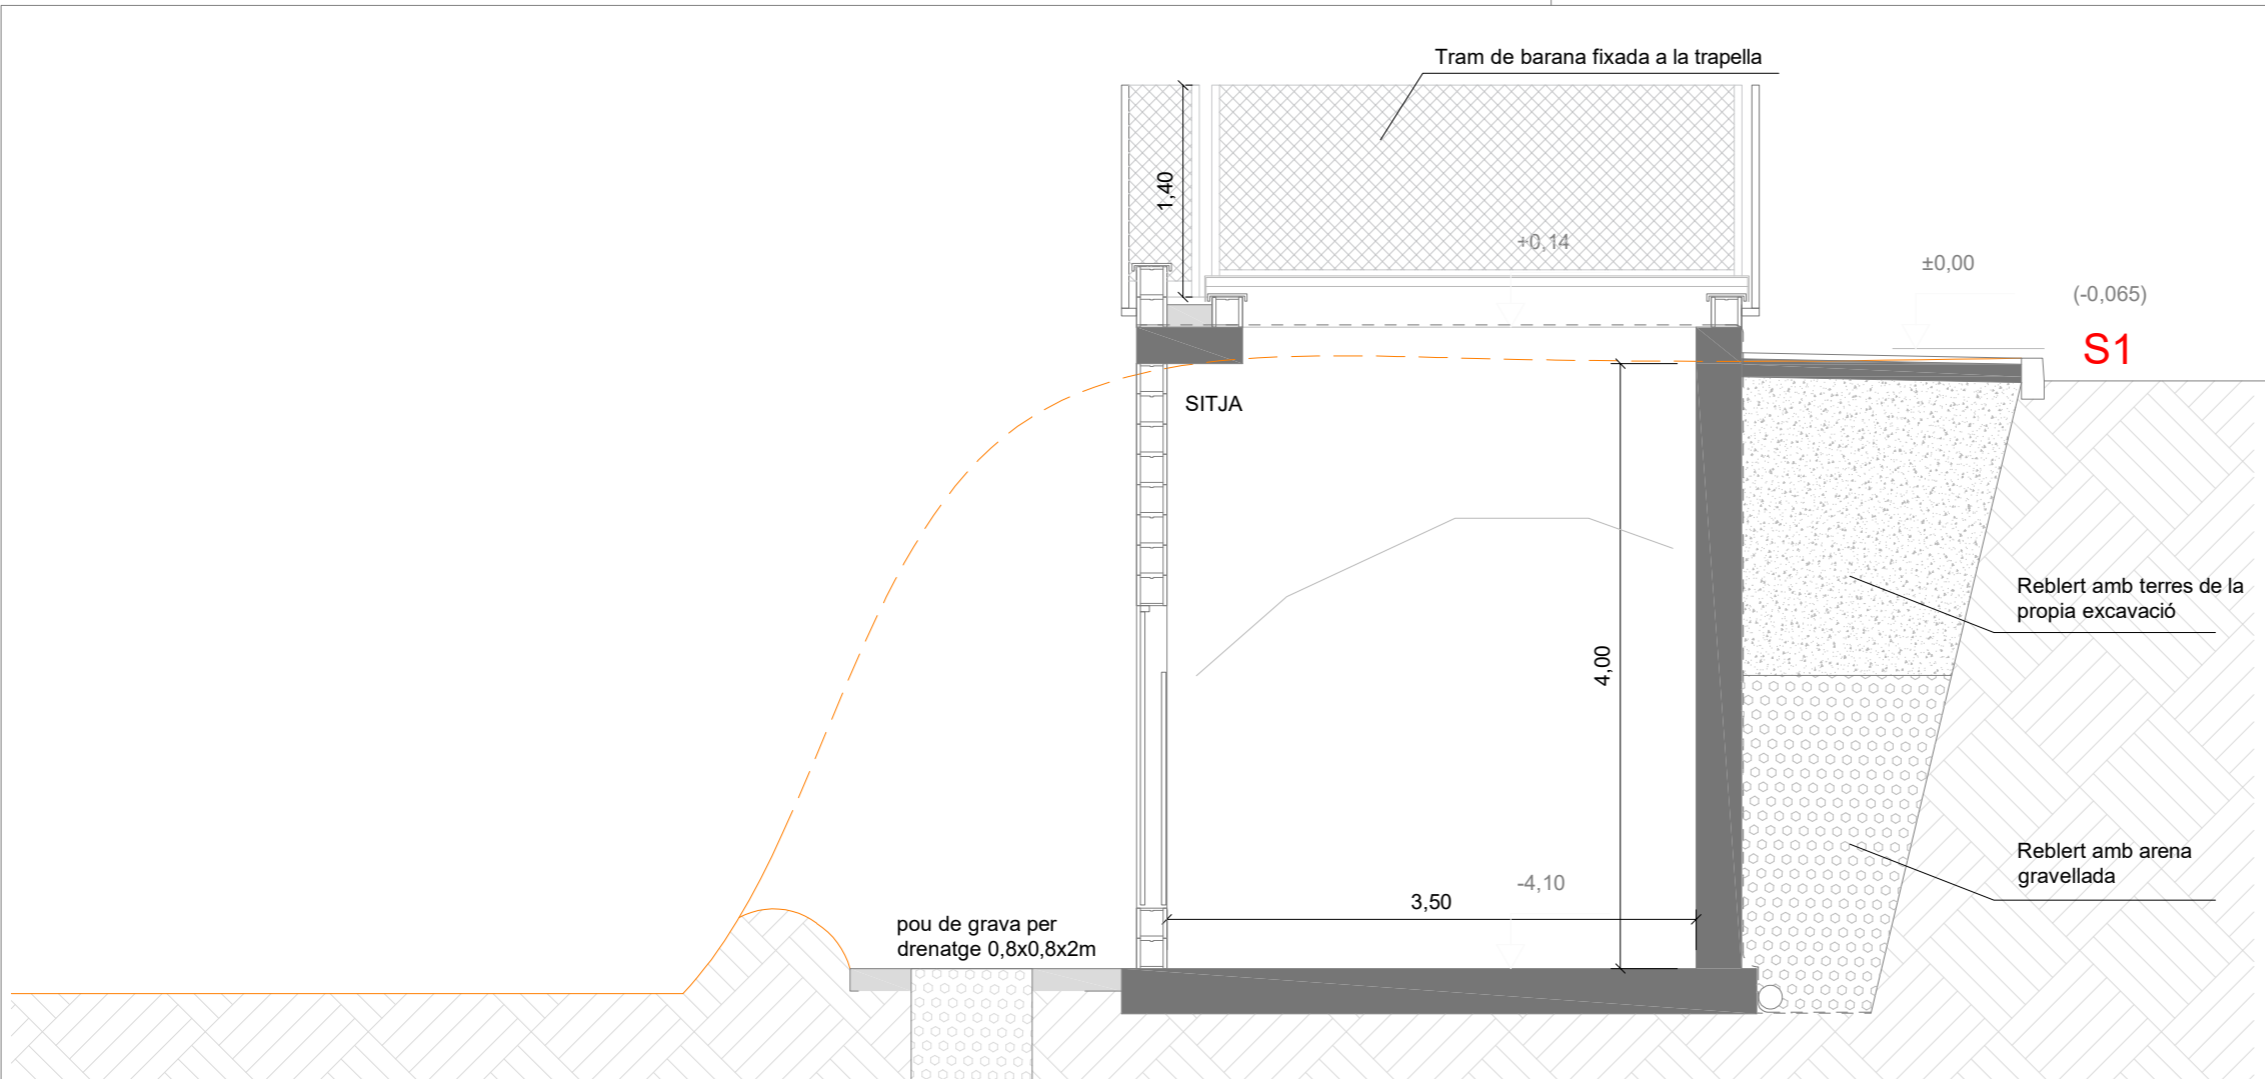 Tram de barana fixada a la trapella
1,40
+0,14
±0,00
(-0,065)
S1
SITJA
Reblert amb terres de la
propia excavació
4,00
Reblert amb arena
gravellada
-4,10
3,50
pou de grava per
drenatge 0,8x0,8x2m